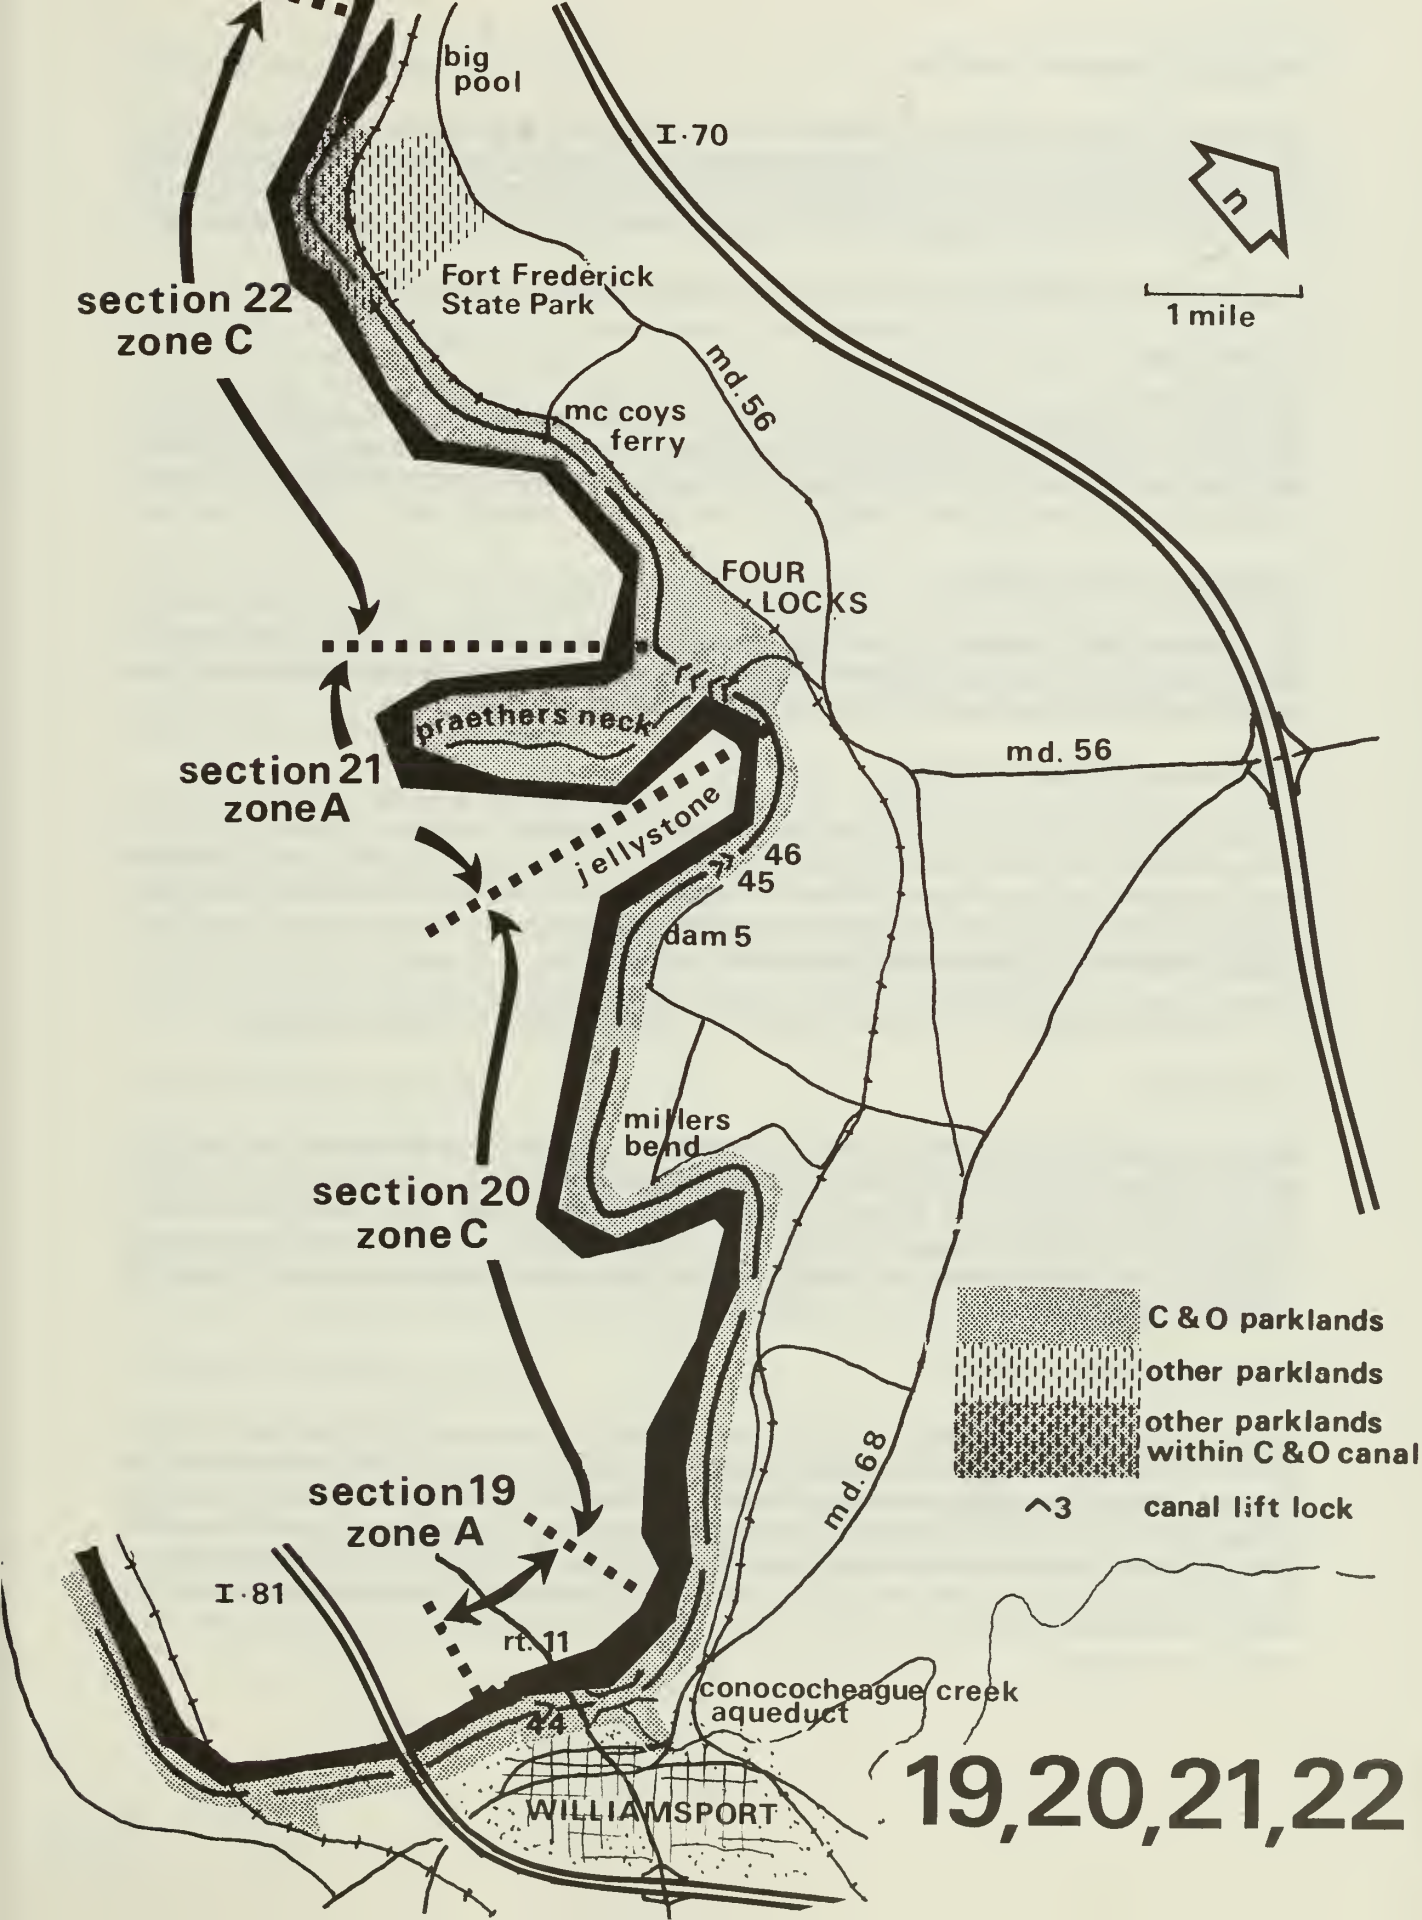 big
pool
I·70
n
1 mile
section 22
zone C
Fort Frederick
State Park
md. 56
mc coys
ferry
FOUR
LOCKS
praethers neck
md. 56
section 21
zone A
jellystone
46
45
dam 5
millers
bend
section 20
zone C
C & O parklands
other parklands
other parklands
within C & O canal
^3 canal lift lock
md. 68
section 19
zone A
I·81
rt. 11
conococheague creek
aqueduct
44
WILLIAMSPORT
19,20,21,22